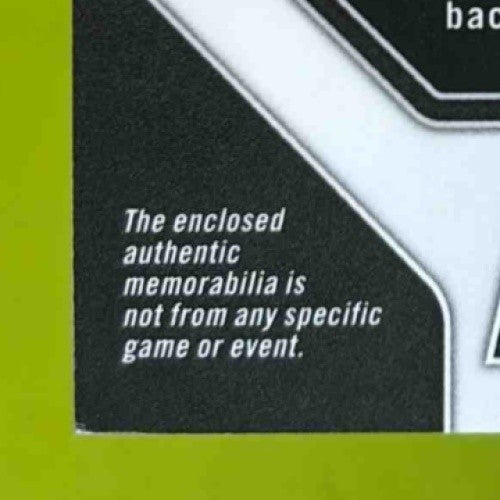 bac
The enclosed
authentic
memorabilia is
not from any specific
game or event.